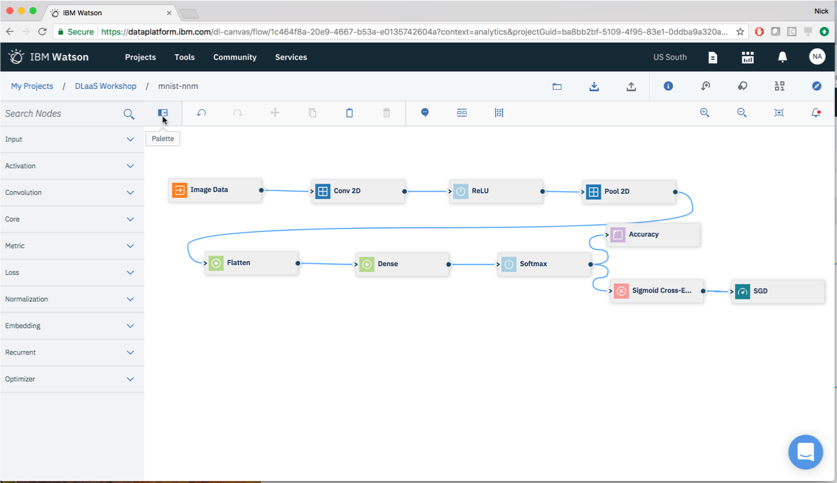 IBM Watson
Nick
Secure
https://dataplatform.ibm.com/dl-canvas/flow/1c464f8a-20e9-4667-b53a-e0135742604a?context=analytics&projectGuid=ba8bb2bf-5109-4f95-83e1-0ddba9a320a...
IBM Watson Projects Tools Community Services US South NA
My Projects / DLaaS Workshop / mnist-nnm
Search Nodes
Palette
Input
Activation
Convolution
Core
Metric
Loss
Normalization
Embedding
Recurrent
Optimizer
Image Data
Conv 2D
ReLU
Pool 2D
Accuracy
Flatten
Dense
Softmax
Sigmoid Cross-E...
SGD